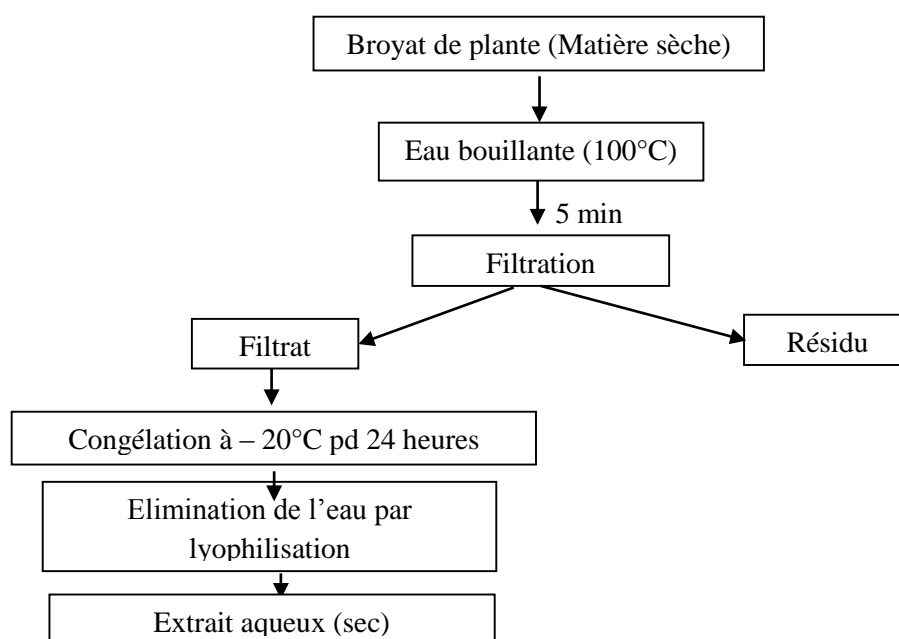 Broyat de plante (Matière sèche)
Eau bouillante (100°C)
5 min
Filtration
Filtrat
Résidu
Congélation à – 20°C pd 24 heures
Elimination de l’eau par
lyophilisation
Extrait aqueux (sec)